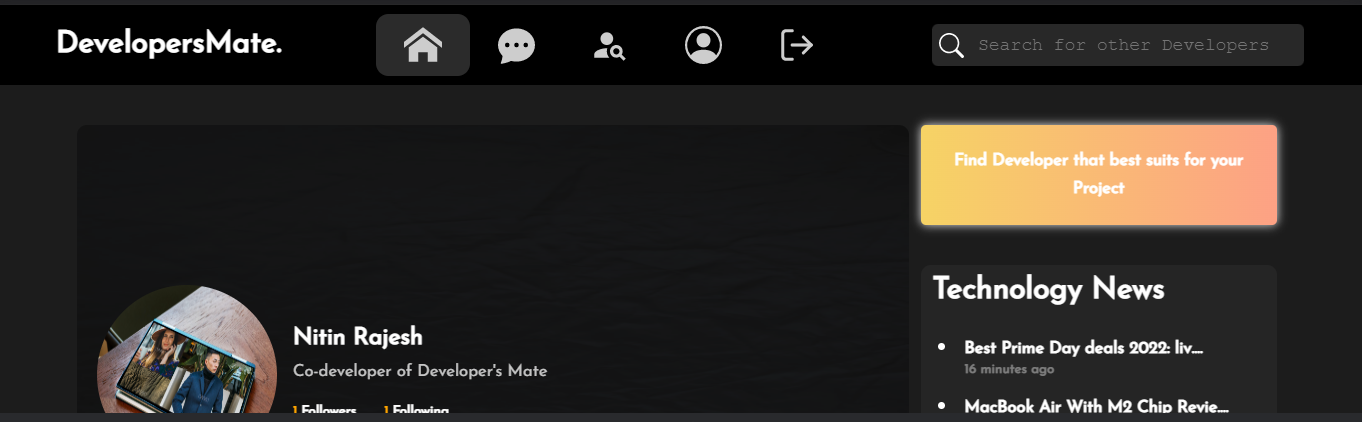 DevelopersMate.
Search for other Developers
Find Developer that best suits for your
Project
Nitin Rajesh
Co-developer of Developer's Mate
1 Followers 1 Following
Technology News
Best Prime Day deals 2022: liv....
16 minutes ago
MacBook Air With M2 Chip Revie....